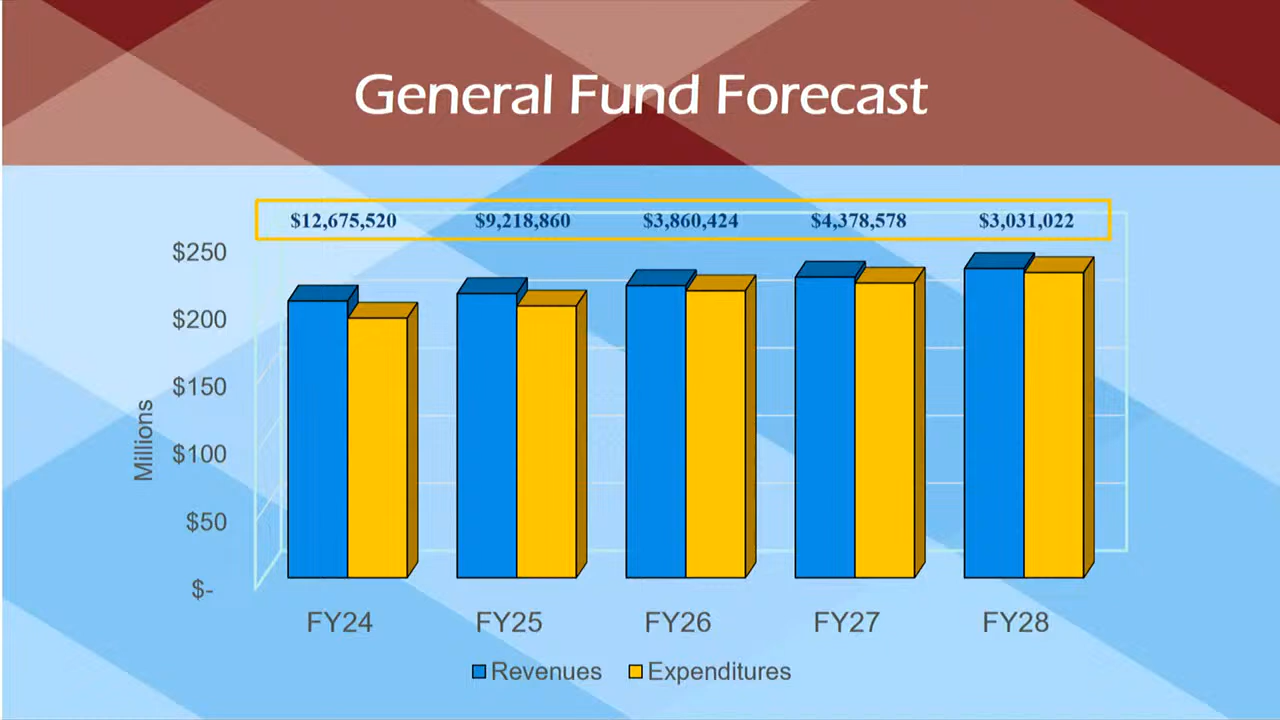 General Fund Forecast
$12,675,520 $9,218,860 $3,860,424 $4,378,578 $3,031,022
$250
$200
$150
$100
$50
$-
Millions
FY24 FY25 FY26 FY27 FY28
Revenues Expenditures